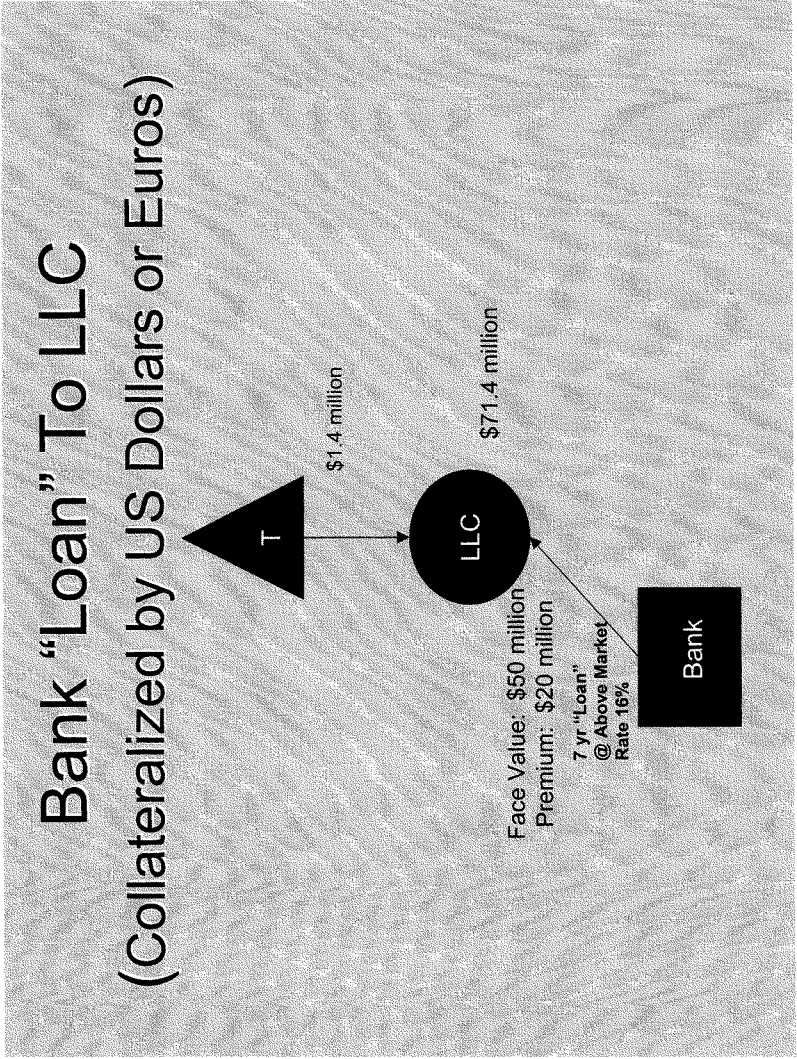 Bank “Loan” To LLC
(Collateralized by US Dollars or Euros)
T
$1.4 million
LLC
$71.4 million
Face Value: $50 million
Premium: $20 million
7 yr “Loan”
@ Above Market
Rate 16%
Bank